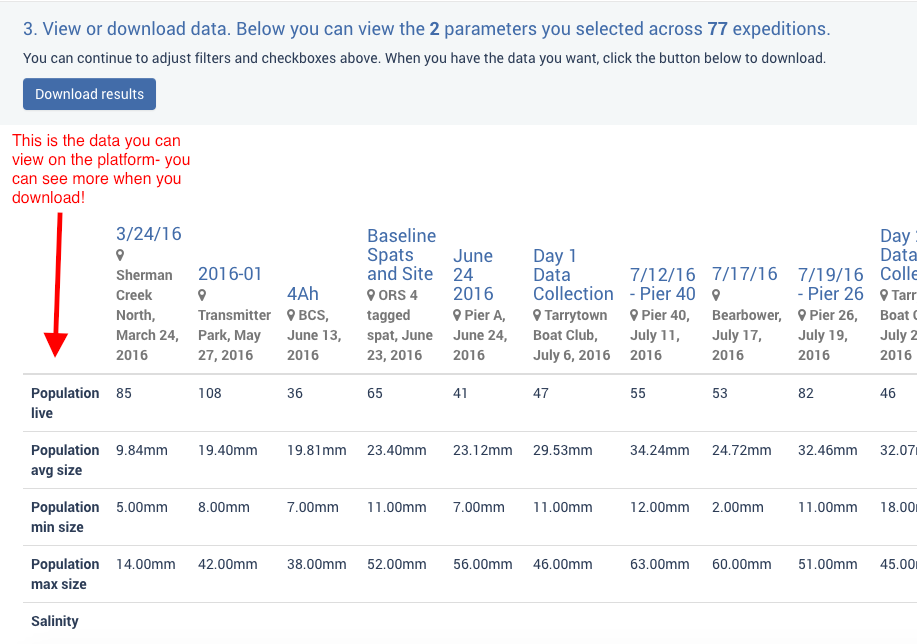 3. View or download data. Below you can view the 2 parameters you selected across 77 expeditions.
You can continue to adjust filters and checkboxes above. When you have the data you want, click the button below to download.
Download results
This is the data you can
view on the platform- you
can see more when you
download!
3/24/16
Sherman
Creek
North,
March 24,
2016
2016-01
Transmitter
Park, May
27, 2016
4Ah
BCS,
June 13,
2016
Baseline
Spats
and Site
ORS 4
tagged
spat, June
23, 2016
June
24
2016
Pier A,
June 24,
2016
Day 1
Data
Collection
Tarrytown
Boat Club,
July 6, 2016
7/12/16
- Pier 40
Pier 40,
July 11,
2016
7/17/16
Bearbower,
July 17,
2016
7/19/16
- Pier 26
Pier 26,
July 19,
2016
Day
Data
Colle
Tarr
Boat
July 2
2016
Population
live
85 108 36 65 41 47 55 53 82 46
Population
avg size
9.84mm 19.40mm 19.81mm 23.40mm 23.12mm 29.53mm 34.24mm 24.72mm 32.46mm 32.07
Population
min size
5.00mm 8.00mm 7.00mm 11.00mm 7.00mm 11.00mm 12.00mm 2.00mm 11.00mm 18.00
Population
max size
14.00mm 42.00mm 38.00mm 52.00mm 56.00mm 46.00mm 63.00mm 60.00mm 51.00mm 45.00
Salinity